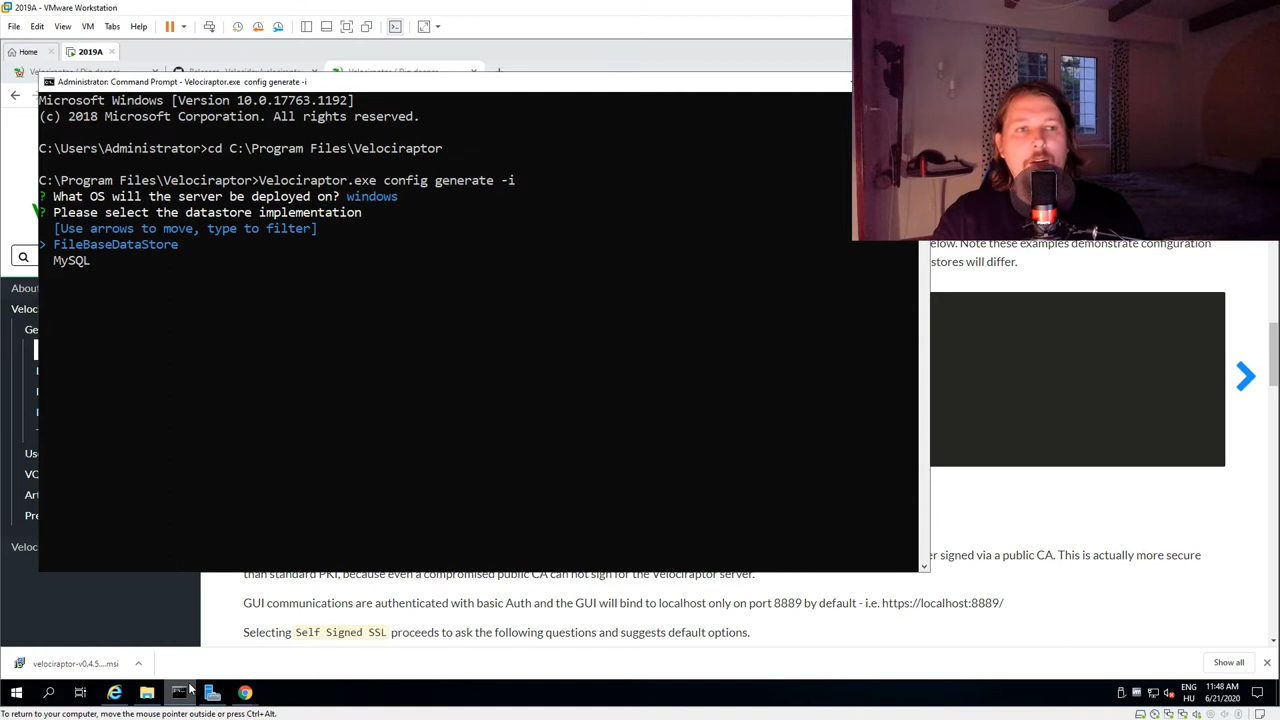 2019A - VMware Workstation
File Edit View VM Tabs Help
Home 2019A
Administrator: Command Prompt - Velociraptor.exe config generate -i
Microsoft Windows [Version 10.0.17763.1192]
(c) 2018 Microsoft Corporation. All rights reserved.
C:\Users\Administrator>cd C:\Program Files\Velociraptor
C:\Program Files\Velociraptor>Velociraptor.exe config generate -i
? What OS will the server be deployed on? windows
? Please select the datastore implementation
[Use arrows to move, type to filter]
> FileBaseDataStore
MySQL
below. Note these examples demonstrate configuration
stores will differ.
Abou
Veloc
Ge
Us
VQ
Art
Pre
Veloc
er signed via a public CA. This is actually more secure
than standard PKI, because even a compromised public CA can not sign for the Velociraptor server.
GUI communications are authenticated with basic Auth and the GUI will bind to localhost only on port 8889 by default - i.e. https://localhost:8889/
Selecting Self Signed SSL proceeds to ask the following questions and suggests default options.
velociraptor-v0.4.5....msi
Show all
ENG
HU
11:48 AM
6/21/2020
To return to your computer, move the mouse pointer outside or press Ctrl+Alt.